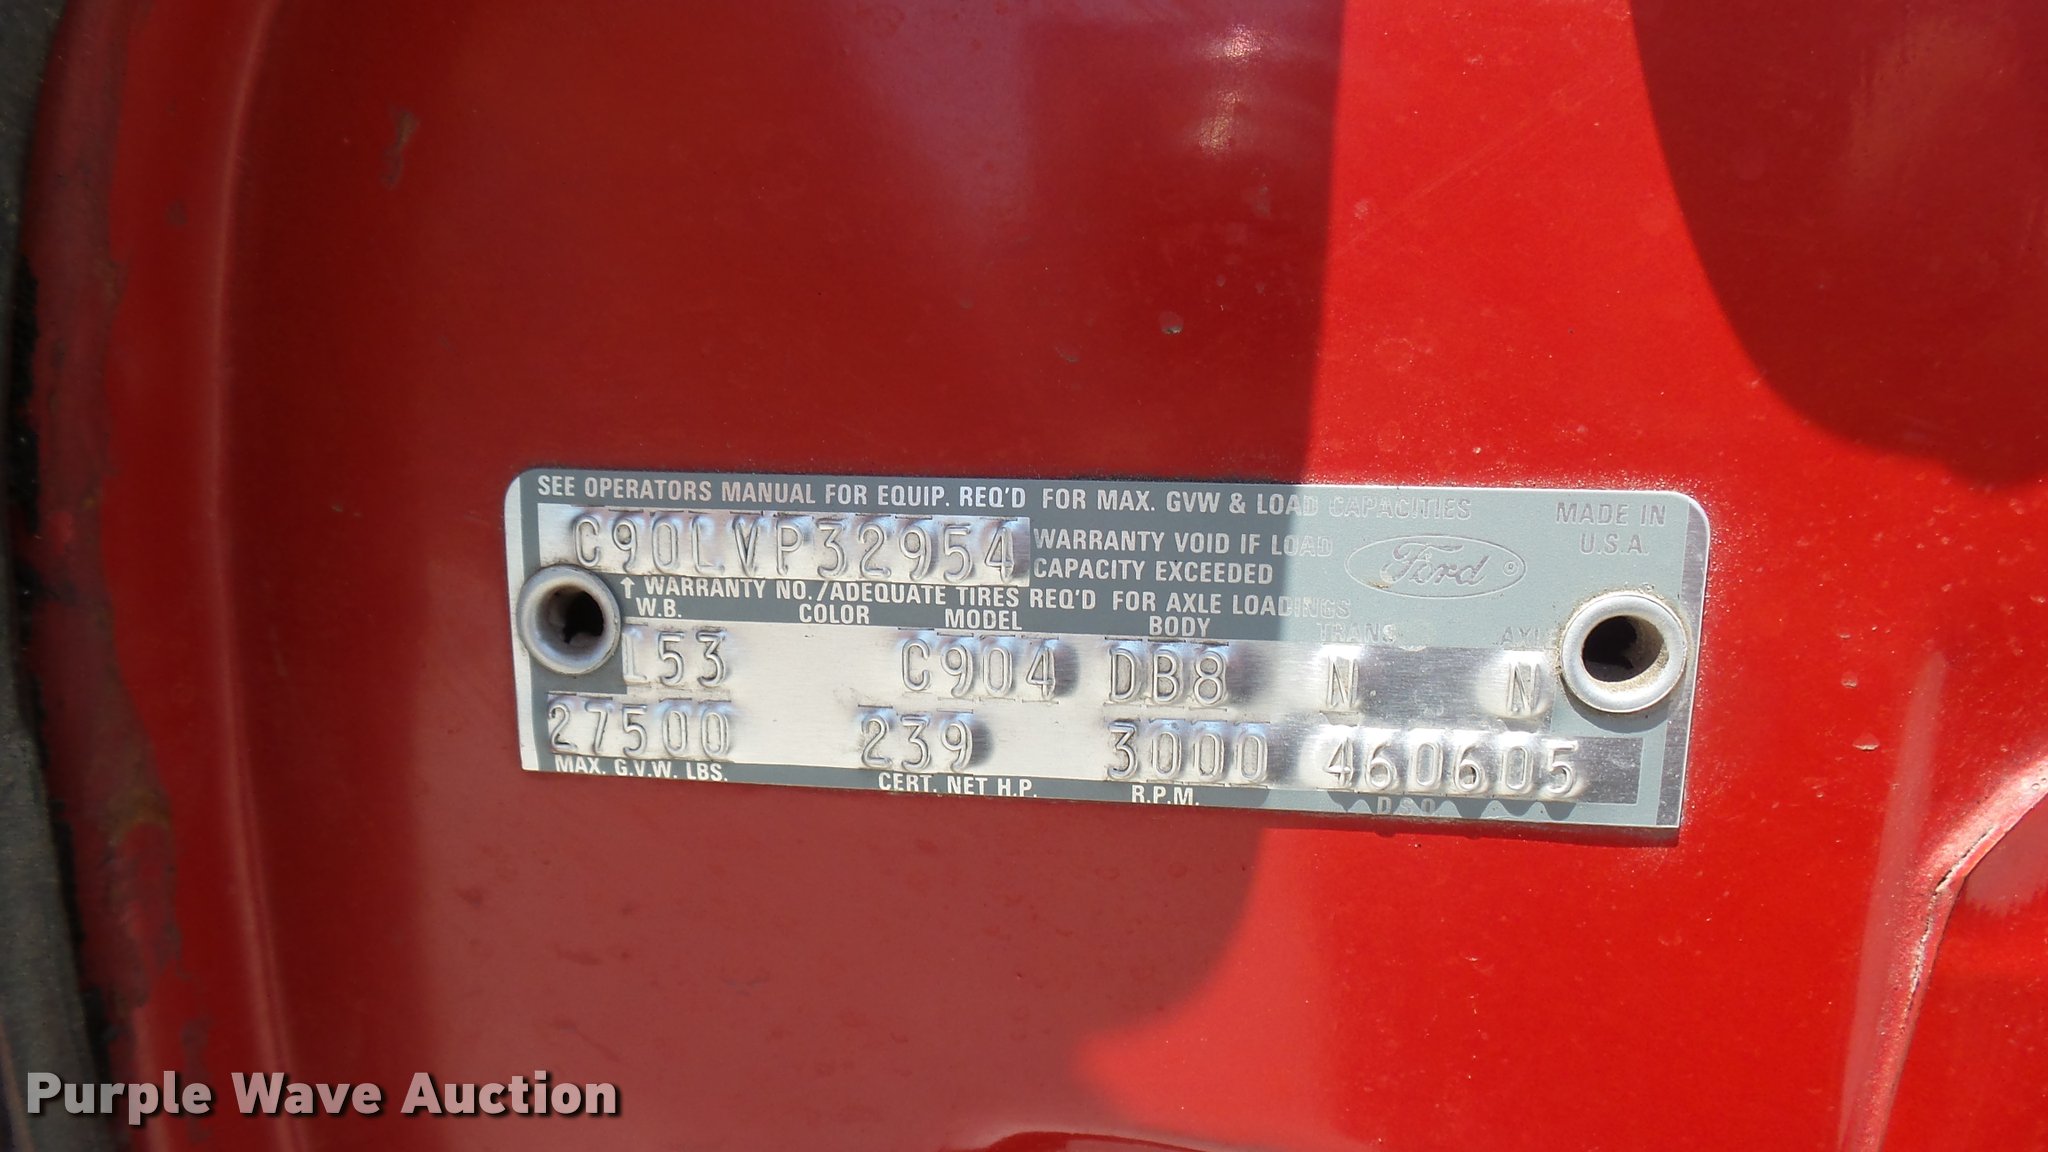 SEE OPERATORS MANUAL FOR EQUIP. REQ'D FOR MAX. GVW & LOAD CAPACITIES
MADE IN
U.S.A.
C90LVP32954
WARRANTY VOID IF LOAD
CAPACITY EXCEEDED
Ford
↑ WARRANTY NO./ADEQUATE TIRES REQ'D FOR AXLE LOADINGS
W.B. COLOR MODEL BODY TRANS AXL
L53 C904 DB8 N N
27500 239 3000 460605
MAX. G.V.W. LBS. CERT. NET H.P. R.P.M. D S O
Purple Wave Auction